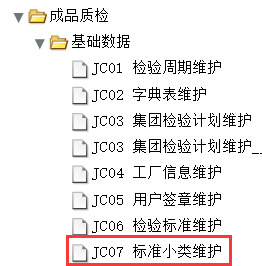 成品质检
基础数据
JC01 检验周期维护
JC02 字典表维护
JC03 集团检验计划维护
JC03 集团检验计划维护_
JC04 工厂信息维护
JC05 用户签章维护
JC06 检验标准维护
JC07 标准小类维护